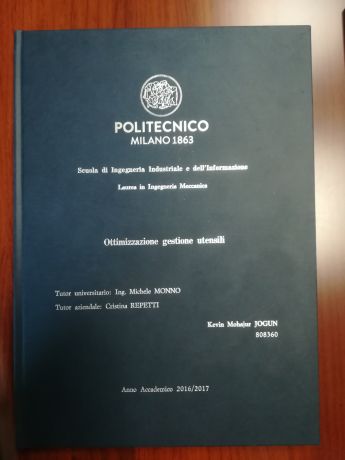 POLITECNICO
MILANO 1863
Scuola di Ingegneria Industriale e dell'Informazione
Laurea in Ingegneria Meccanica
Ottimizzazione gestione utensili
Tutor universitario: Ing. Michele MONNO
Tutor aziendale: Cristina REPETTI
Kevin Mohajur JOGUN
808360
Anno Accademico 2016/2017